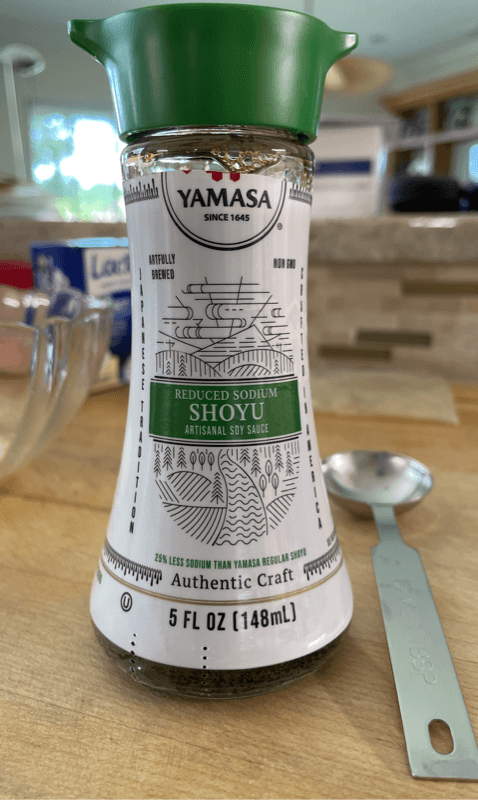 YAMASA
SINCE 1645
®
ARTFULLY
BREWED
NON GMO
JAPANESE TRADITION
CRAFTED IN AMERICA
REDUCED SODIUM
SHOYU
ARTISANAL SOY SAUCE
25% LESS SODIUM THAN YAMASA REGULAR SHOYU
Authentic Craft
U
5 FL OZ (148mL)
Lact